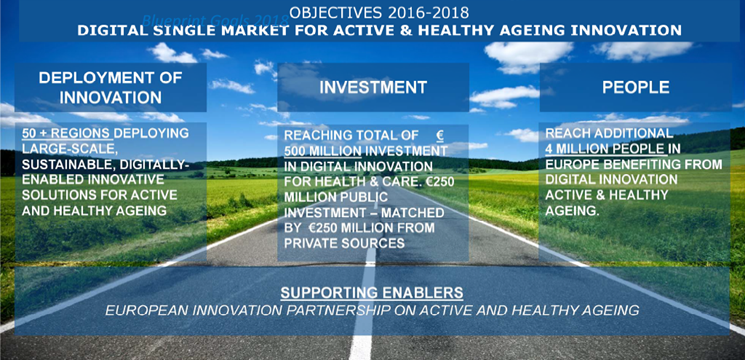 OBJECTIVES 2016-2018
Blueprint Goals 2018
DIGITAL SINGLE MARKET FOR ACTIVE & HEALTHY AGEING INNOVATION
DEPLOYMENT OF
INNOVATION
50 + REGIONS DEPLOYING
LARGE-SCALE,
SUSTAINABLE, DIGITALLY-
ENABLED INNOVATIVE
SOLUTIONS FOR ACTIVE
AND HEALTHY AGEING
INVESTMENT
REACHING TOTAL OF €
500 MILLION INVESTMENT
IN DIGITAL INNOVATION
FOR HEALTH & CARE. €250
MILLION PUBLIC
INVESTMENT – MATCHED
BY €250 MILLION FROM
PRIVATE SOURCES
PEOPLE
REACH ADDITIONAL
4 MILLION PEOPLE IN
EUROPE BENEFITING FROM
DIGITAL INNOVATION
ACTIVE & HEALTHY
AGEING.
SUPPORTING ENABLERS
EUROPEAN INNOVATION PARTNERSHIP ON ACTIVE AND HEALTHY AGEING